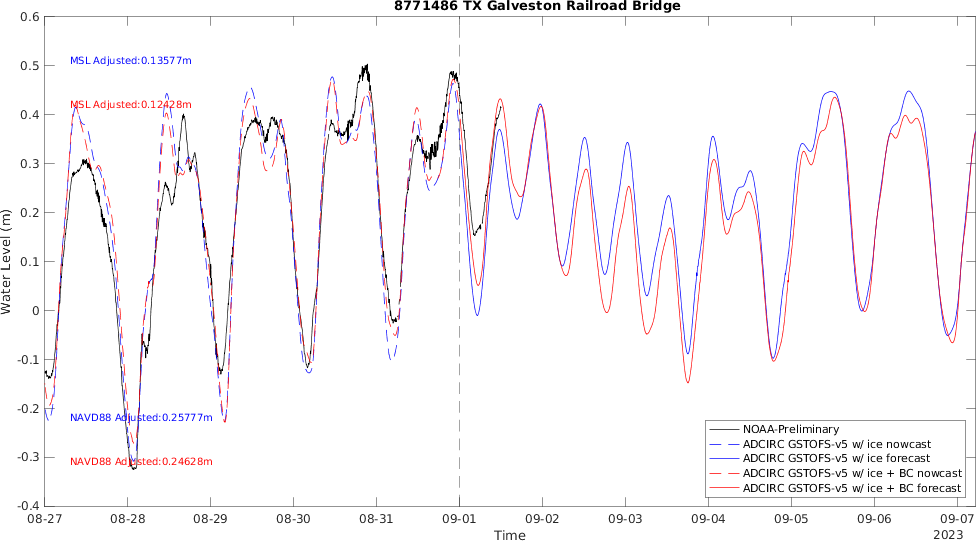 8771486 TX Galveston Railroad Bridge
0.6
0.5
0.4
0.3
0.2
0.1
0
-0.1
-0.2
-0.3
-0.4
Water Level (m)
MSL Adjusted:0.13577m
MSL Adjusted:0.12428m
NAVD88 Adjusted:0.25777m
NAVD88 Adjusted:0.24628m
NOAA-Preliminary
ADCIRC GSTOFS-v5 w/ ice nowcast
ADCIRC GSTOFS-v5 w/ ice forecast
ADCIRC GSTOFS-v5 w/ ice + BC nowcast
ADCIRC GSTOFS-v5 w/ ice + BC forecast
08-27 08-28 08-29 08-30 08-31 09-01 09-02 09-03 09-04 09-05 09-06 09-07
Time
2023